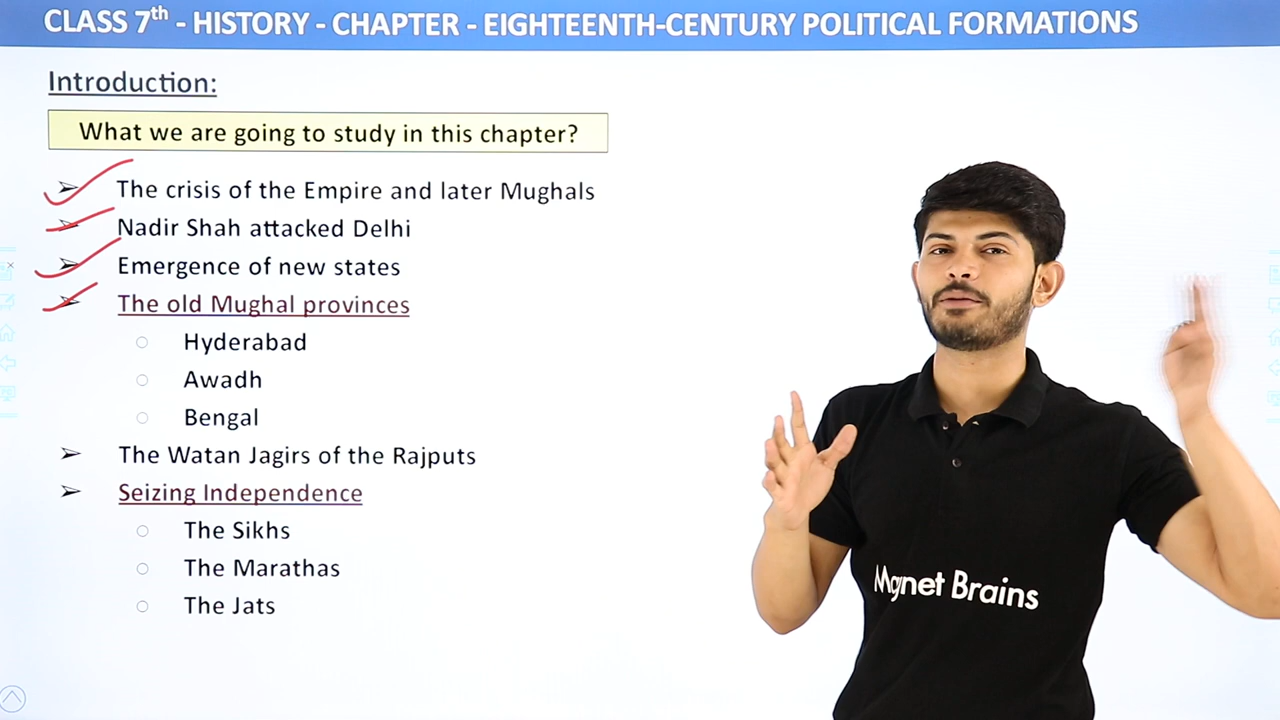 CLASS 7th - HISTORY - CHAPTER - EIGHTEENTH-CENTURY POLITICAL FORMATIONS
Introduction:
What we are going to study in this chapter?
➢ The crisis of the Empire and later Mughals
➢ Nadir Shah attacked Delhi
➢ Emergence of new states
➢ The old Mughal provinces
○ Hyderabad
○ Awadh
○ Bengal
➢ The Watan Jagirs of the Rajputs
➢ Seizing Independence
○ The Sikhs
○ The Marathas
○ The Jats
Magnet Brains